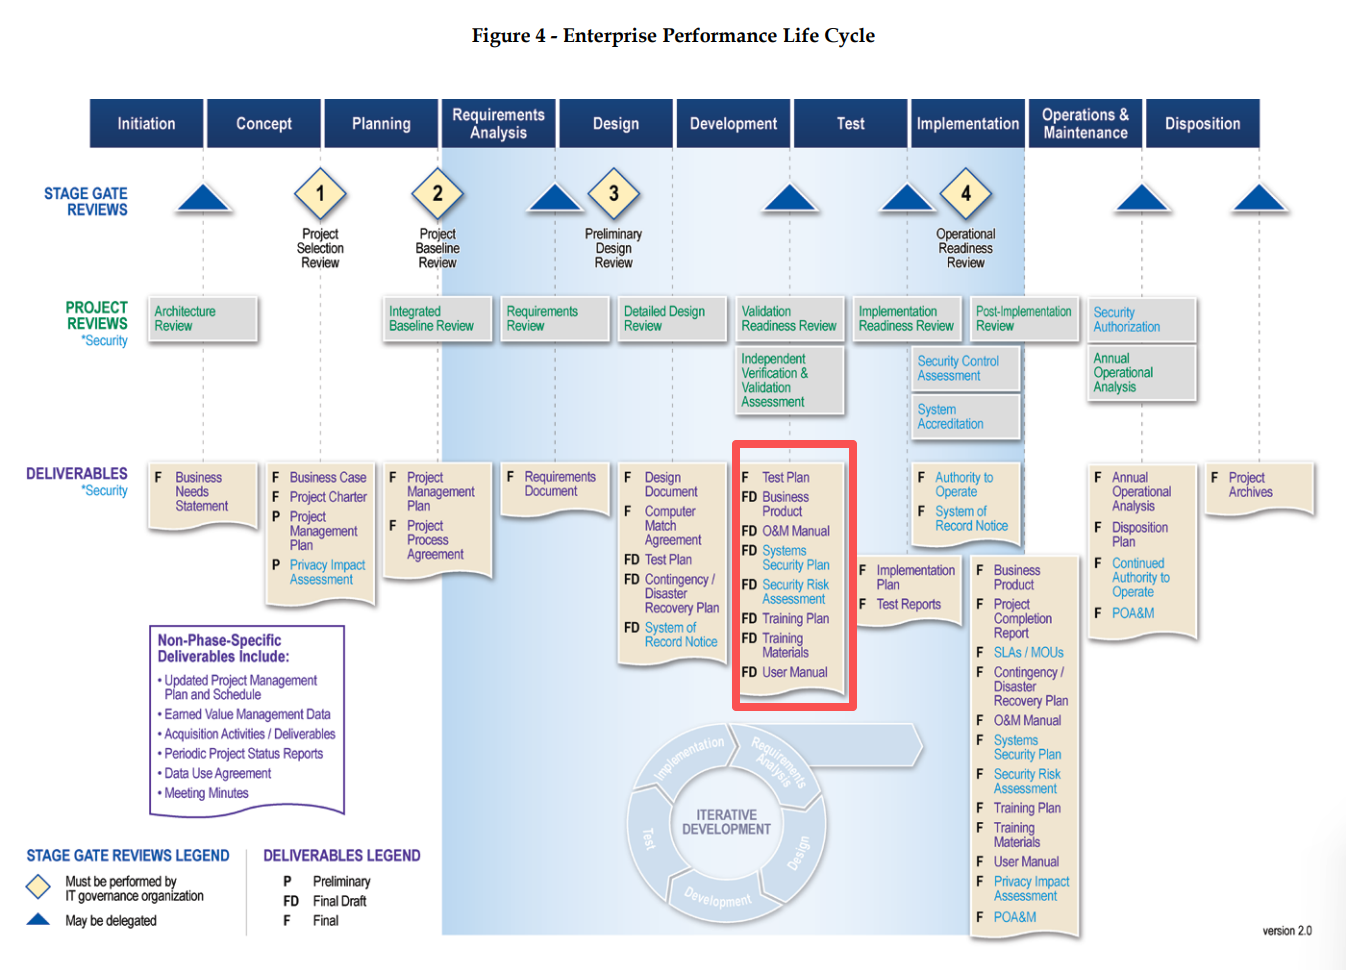 Figure 4 - Enterprise Performance Life Cycle
Initiation
Concept
Planning
Requirements
Analysis
Design
Development
Test
Implementation
Operations &
Maintenance
Disposition
STAGE GATE
REVIEWS
1
Project
Selection
Review
2
Project
Baseline
Review
3
Preliminary
Design
Review
4
Operational
Readiness
Review
PROJECT
REVIEWS
*Security
Architecture
Review
Integrated
Baseline Review
Requirements
Review
Detailed Design
Review
Validation
Readiness Review
Independent
Verification &
Validation
Assessment
Implementation
Readiness Review
Post-Implementation
Review
Security Control
Assessment
System
Accreditation
Security
Authorization
Annual
Operational
Analysis
DELIVERABLES
*Security
F Business
Needs
Statement
F Business Case
F Project Charter
P Project
Management
Plan
P Privacy Impact
Assessment
F Project
Management
Plan
F Project
Process
Agreement
F Requirements
Document
F Design
Document
F Computer
Match
Agreement
FD Test Plan
FD Contingency /
Disaster
Recovery Plan
FD System of
Record Notice
F Test Plan
FD Business
Product
FD O&M Manual
FD Systems
Security Plan
FD Security Risk
Assessment
FD Training Plan
FD Training
Materials
FD User Manual
F Implementation
Plan
F Test Reports
F Authority to
Operate
F System of
Record Notice
F Business
Product
F Project
Completion
Report
F SLAs / MOUs
F Contingency /
Disaster
Recovery Plan
F O&M Manual
F Systems
Security Plan
F Security Risk
Assessment
F Training Plan
F Training
Materials
F User Manual
F Privacy Impact
Assessment
F POA&M
F Annual
Operational
Analysis
F Disposition
Plan
F Continued
Authority to
Operate
F POA&M
F Project
Archives
Non-Phase-Specific
Deliverables Include:
• Updated Project Management
Plan and Schedule
• Earned Value Management Data
• Acquisition Activities / Deliverables
• Periodic Project Status Reports
• Data Use Agreement
• Meeting Minutes
ITERATIVE
DEVELOPMENT
Implementation
Requirements
Analysis
Design
Development
Test
STAGE GATE REVIEWS LEGEND
Must be performed by
IT governance organization
May be delegated
DELIVERABLES LEGEND
P Preliminary
FD Final Draft
F Final
version 2.0